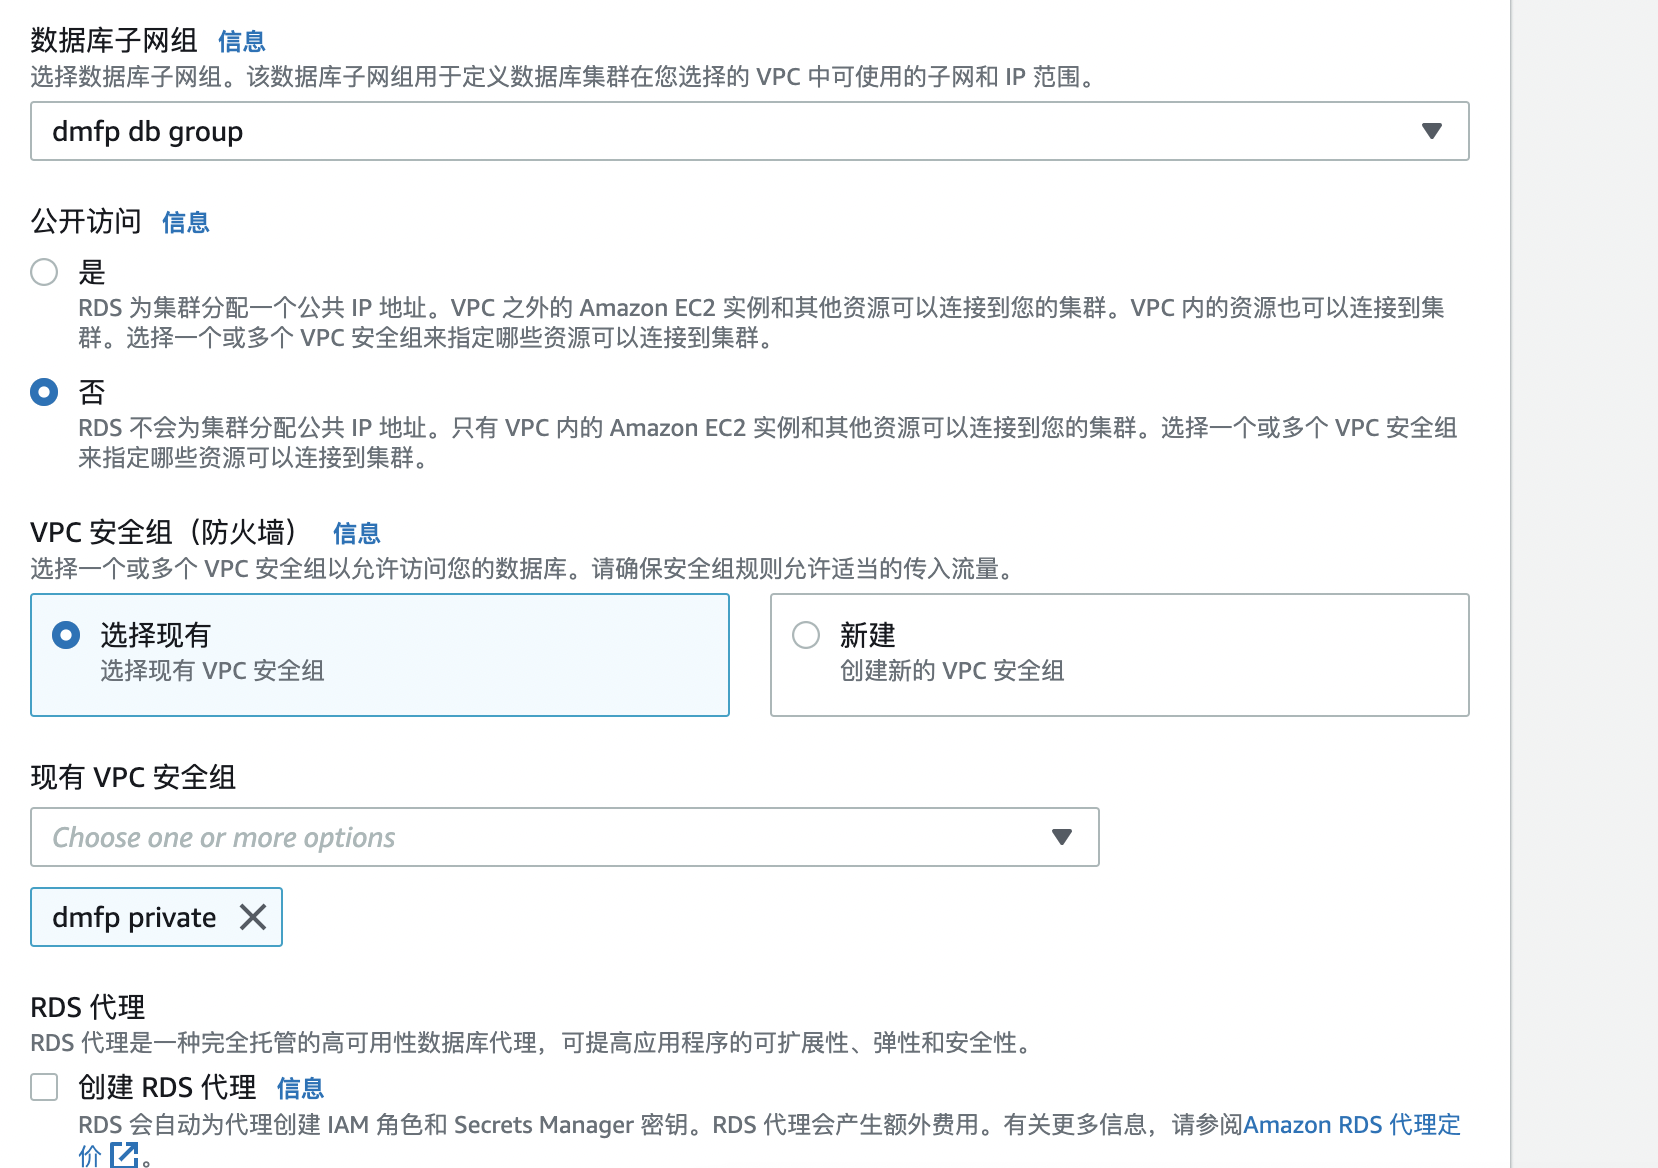 数据库子网组 信息
选择数据库子网组。该数据库子网组用于定义数据库集群在您选择的 VPC 中可使用的子网和 IP 范围。
dmfp db group
公开访问 信息
是
RDS 为集群分配一个公共 IP 地址。VPC 之外的 Amazon EC2 实例和其他资源可以连接到您的集群。VPC 内的资源也可以连接到集
群。选择一个或多个 VPC 安全组来指定哪些资源可以连接到集群。
否
RDS 不会为集群分配公共 IP 地址。只有 VPC 内的 Amazon EC2 实例和其他资源可以连接到您的集群。选择一个或多个 VPC 安全组
来指定哪些资源可以连接到集群。
VPC 安全组（防火墙） 信息
选择一个或多个 VPC 安全组以允许访问您的数据库。请确保安全组规则允许适当的传入流量。
选择现有
选择现有 VPC 安全组
新建
创建新的 VPC 安全组
现有 VPC 安全组
Choose one or more options
dmfp private
RDS 代理
RDS 代理是一种完全托管的高可用性数据库代理，可提高应用程序的可扩展性、弹性和安全性。
创建 RDS 代理 信息
RDS 会自动为代理创建 IAM 角色和 Secrets Manager 密钥。RDS 代理会产生额外费用。有关更多信息，请参阅Amazon RDS 代理定
价。